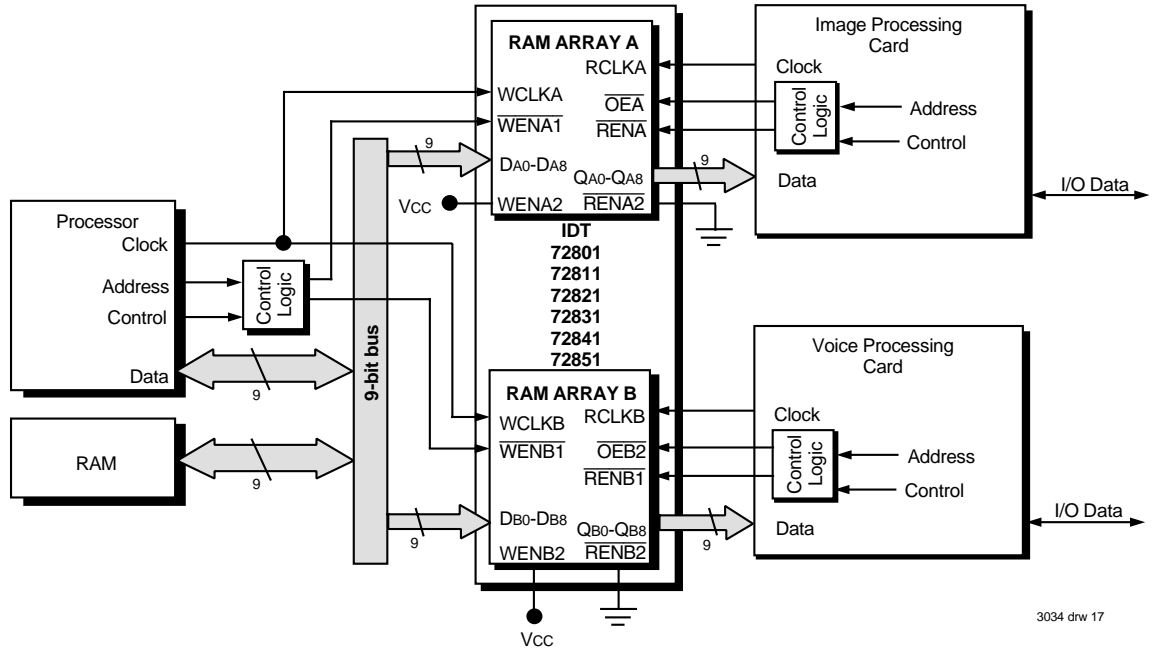 Processor
Clock
Address
Control
Data
Control
Logic
RAM
9
9
9-bit bus
9
9
VCC
RAM ARRAY A
RCLKA
WCLKA
OEA
WENA1
RENA
DA0-DA8
QA0-QA8
WENA2
RENA2
IDT
72801
72811
72821
72831
72841
72851
RAM ARRAY B
RCLKB
WCLKB
WENB1
OEB2
RENB1
DB0-DB8
QB0-QB8
WENB2
RENB2
VCC
9
9
Image Processing
Card
Clock
Control
Logic
Address
Control
Data
I/O Data
Voice Processing
Card
Clock
Control
Logic
Address
Control
Data
I/O Data
3034 drw 17